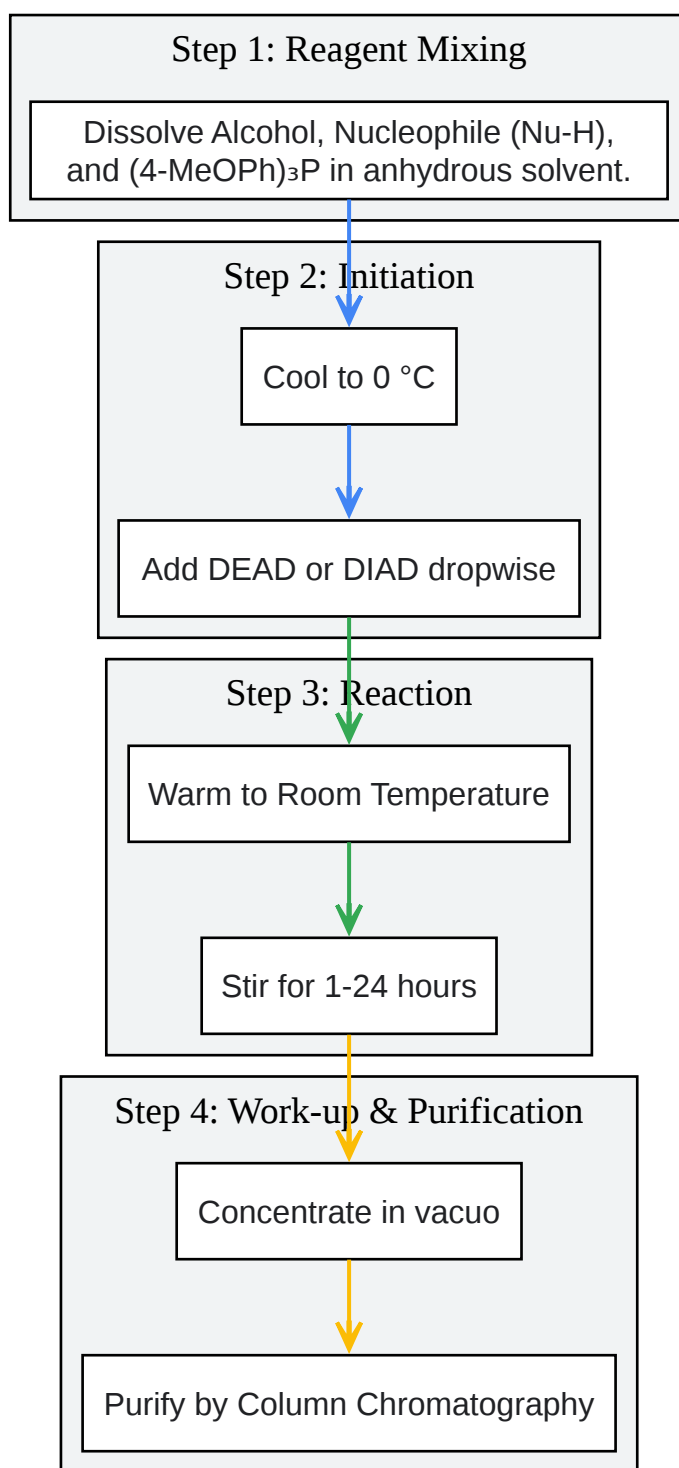 Step 1: Reagent Mixing
Dissolve Alcohol, Nucleophile (Nu-H),
and (4-MeOPh)₃P in anhydrous solvent.
Step 2: Initiation
Cool to 0 °C
Add DEAD or DIAD dropwise
Step 3: Reaction
Warm to Room Temperature
Stir for 1-24 hours
Step 4: Work-up & Purification
Concentrate in vacuo
Purify by Column Chromatography